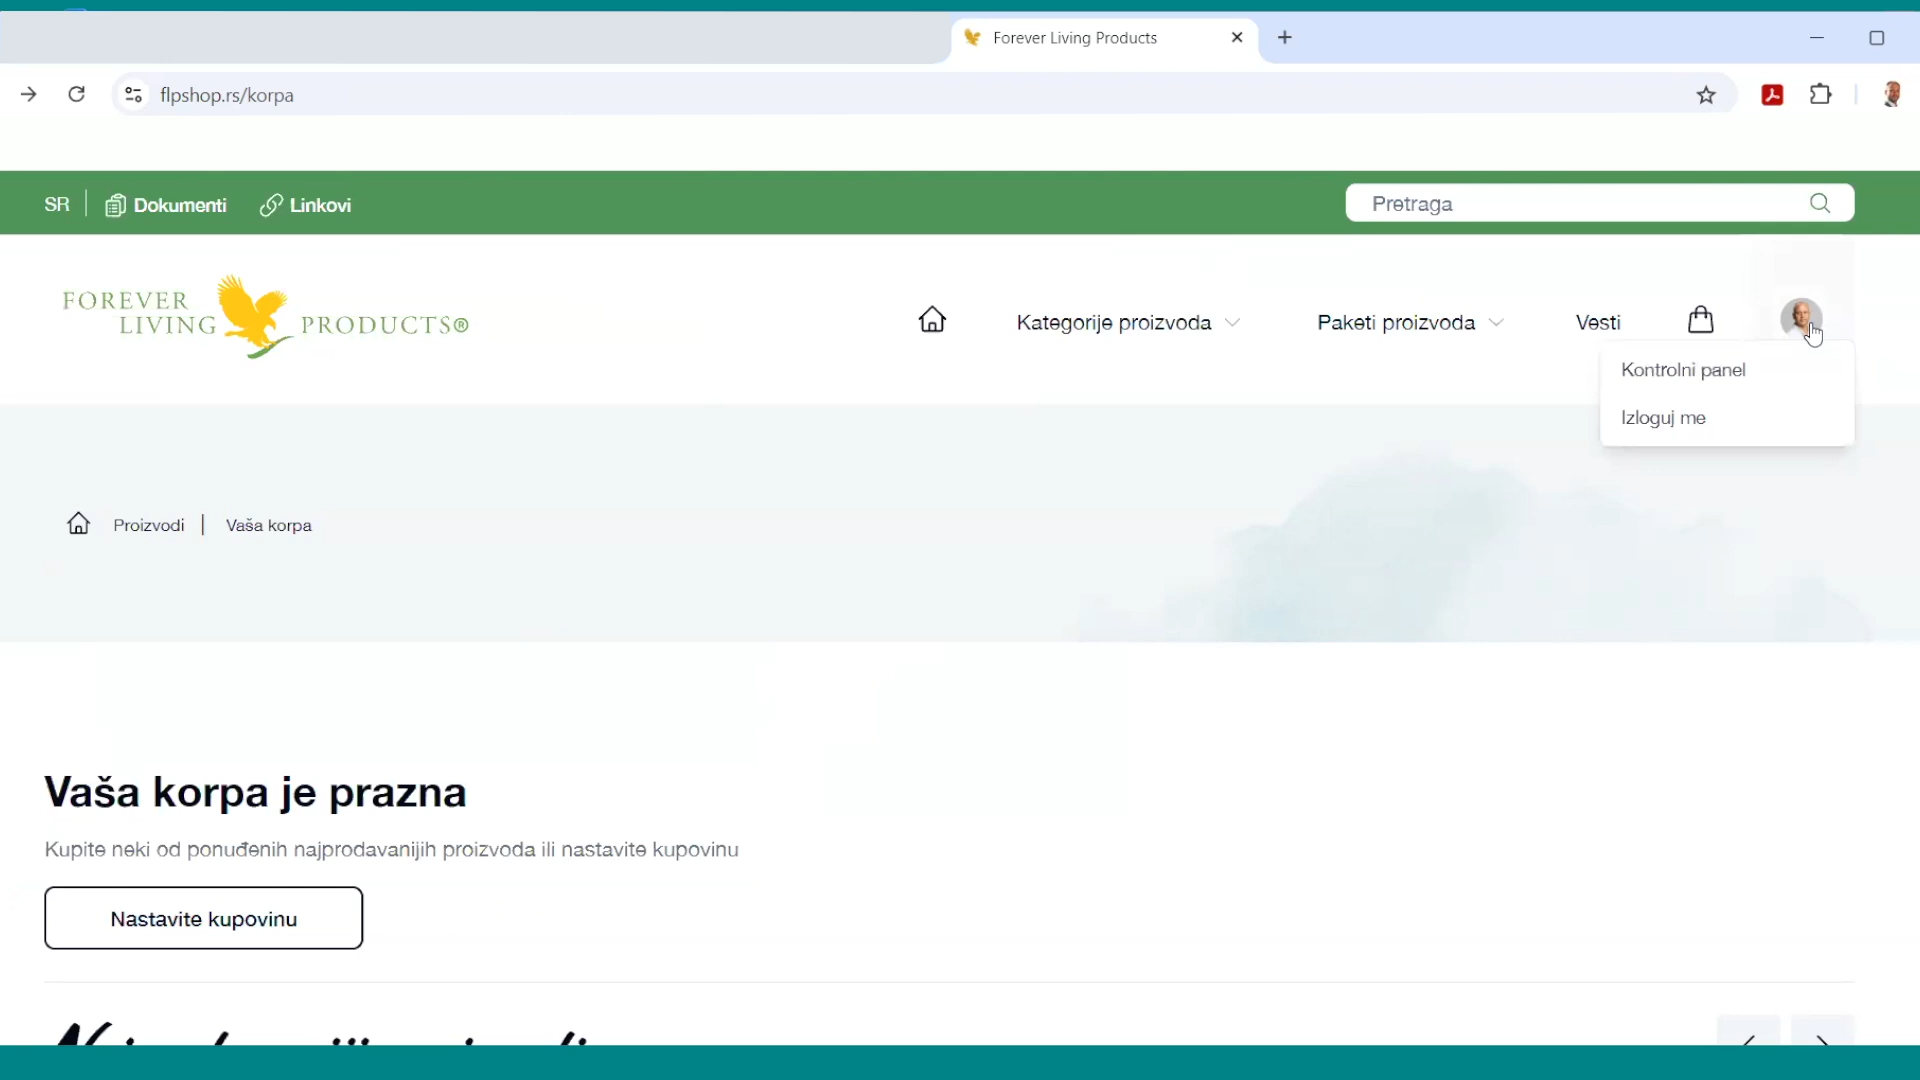 Forever Living Products
flpshop.rs/korpa
SR
Dokumenti
Linkovi
Pretraga
FOREVER
LIVING PRODUCTS®
Kategorije proizvoda
Paketi proizvoda
Vesti
Kontrolni panel
Izloguj me
Proizvodi | Vaša korpa
Vaša korpa je prazna
Kupite neki od ponuđenih najprodavanijih proizvoda ili nastavite kupovinu
Nastavite kupovinu